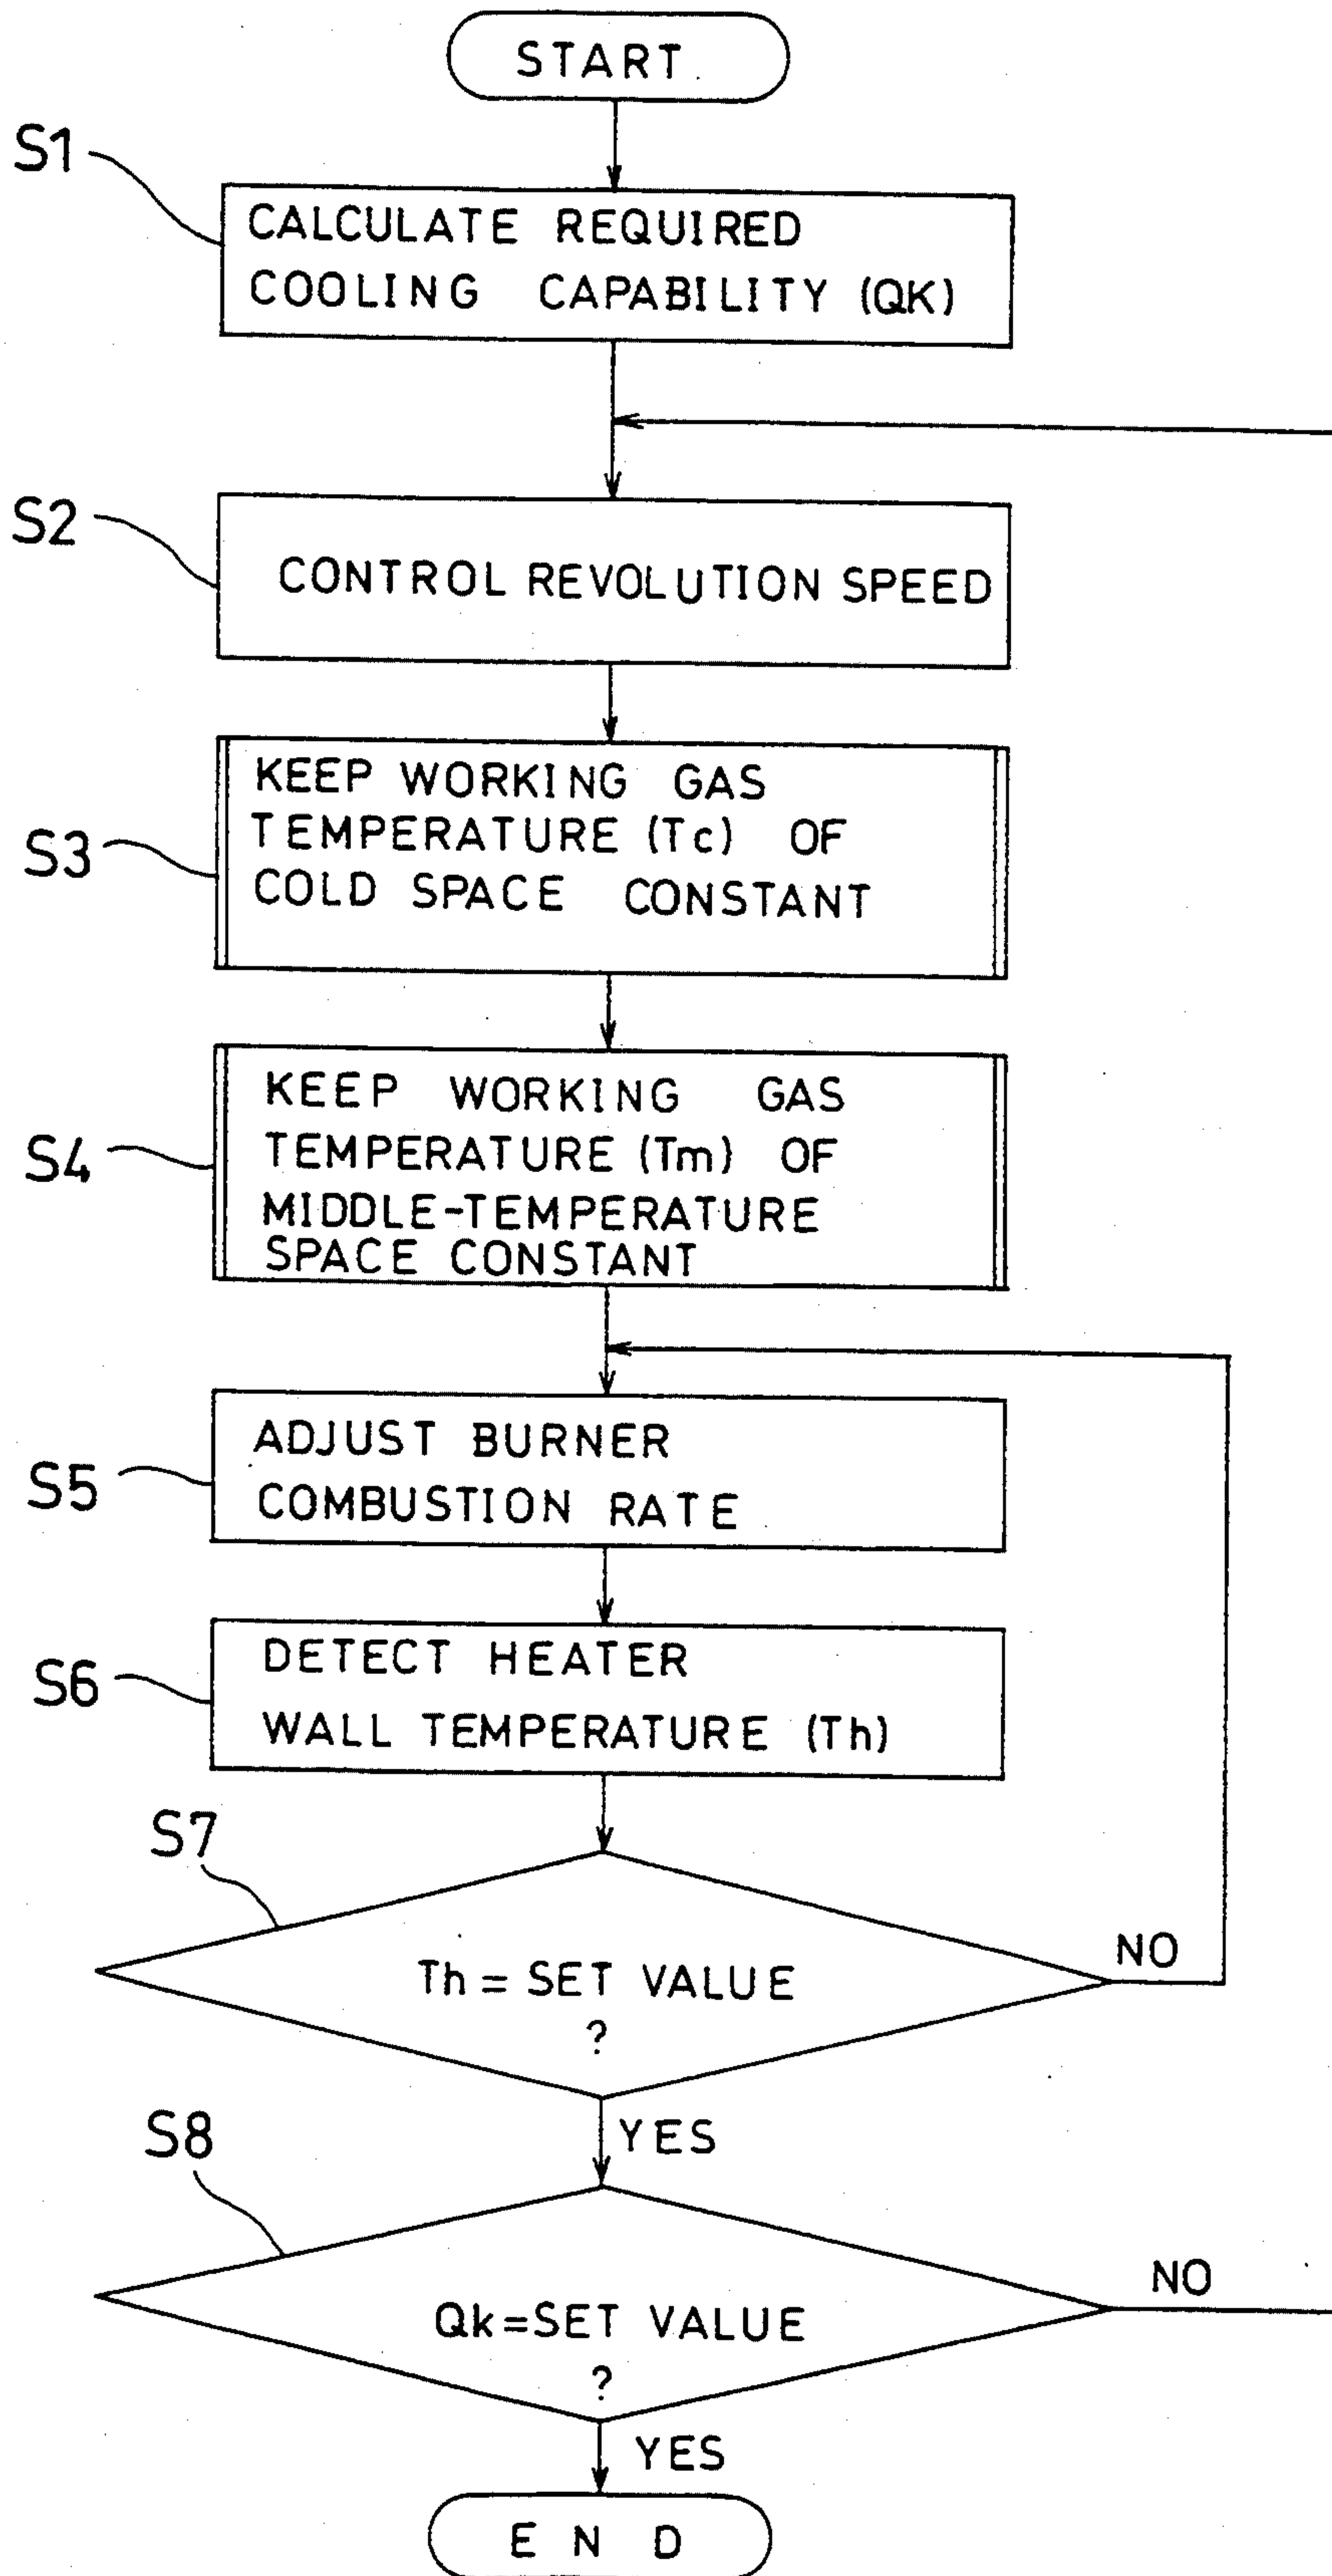 START
S1
CALCULATE REQUIRED
COOLING CAPABILITY (QK)
S2
CONTROL REVOLUTION SPEED
S3
KEEP WORKING GAS
TEMPERATURE (Tc) OF
COLD SPACE CONSTANT
S4
KEEP WORKING GAS
TEMPERATURE (Tm) OF
MIDDLE-TEMPERATURE
SPACE CONSTANT
S5
ADJUST BURNER
COMBUSTION RATE
S6
DETECT HEATER
WALL TEMPERATURE (Th)
S7
Th = SET VALUE
?
NO
YES
S8
Qk=SET VALUE
?
NO
YES
END